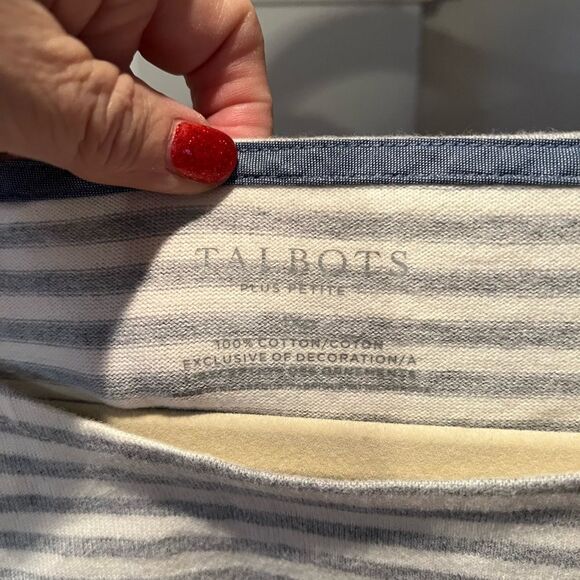 TALBOTS
PLUS PETITE
100% COTTON/COTON
EXCLUSIVE OF DECORATION/A